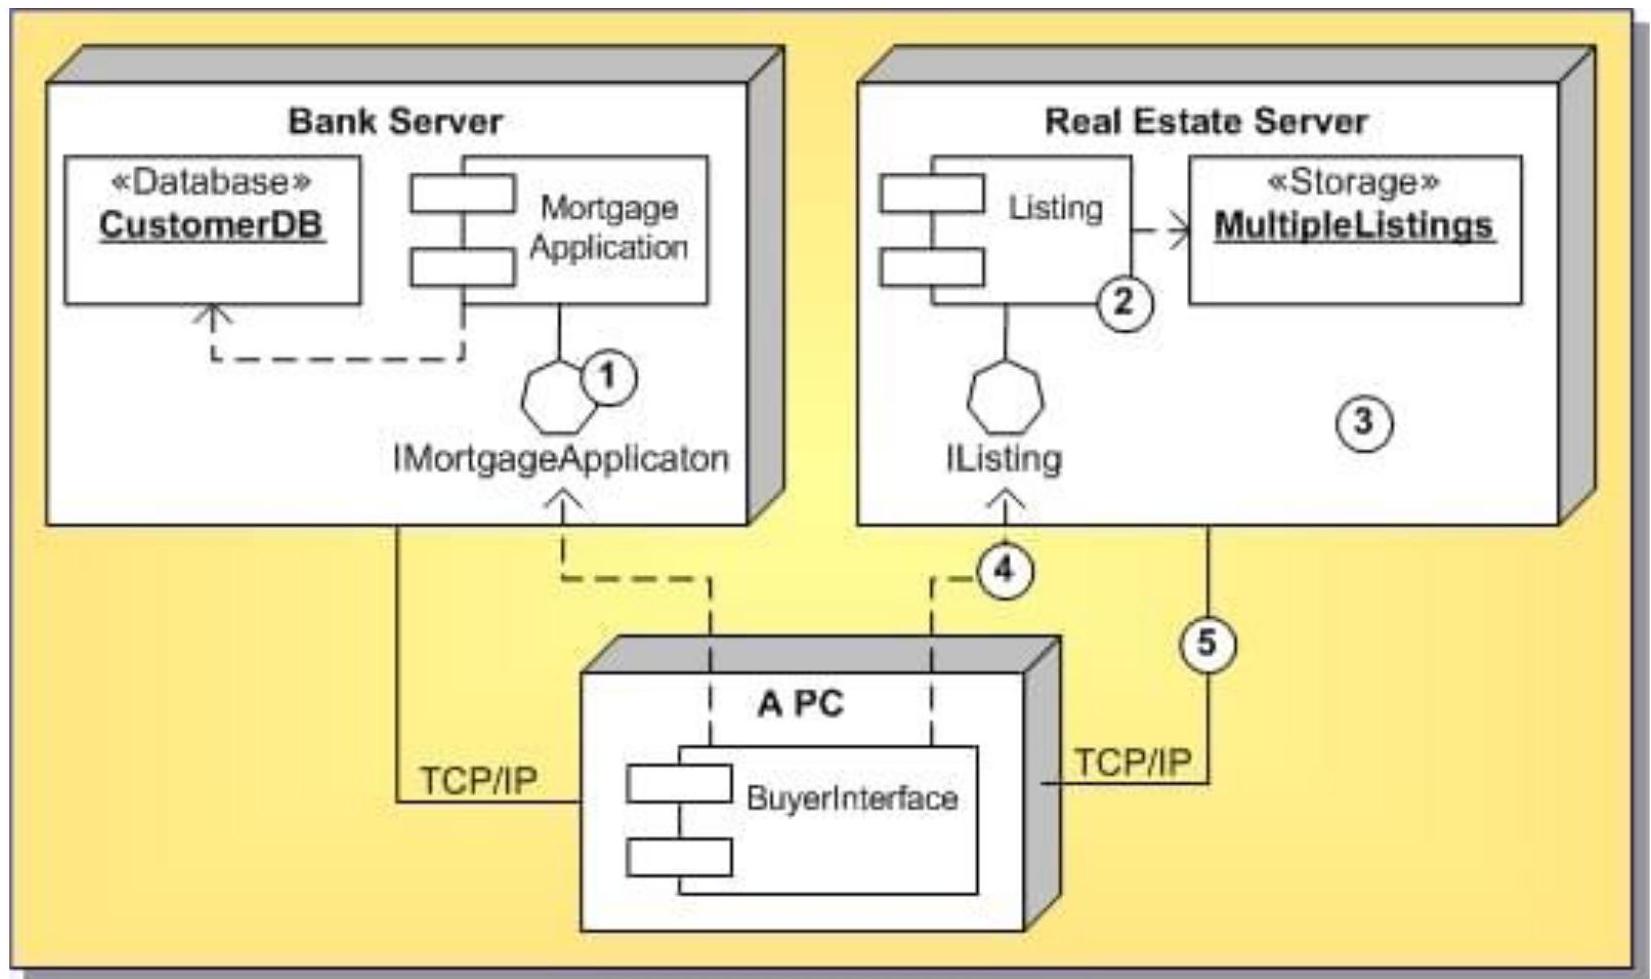 Bank Server
«Database»
CustomerDB
Mortgage
Application
1
IMortgageApplicaton
Real Estate Server
Listing
«Storage»
MultipleListings
2
3
IListing
4
5
A PC
BuyerInterface
TCP/IP
TCP/IP